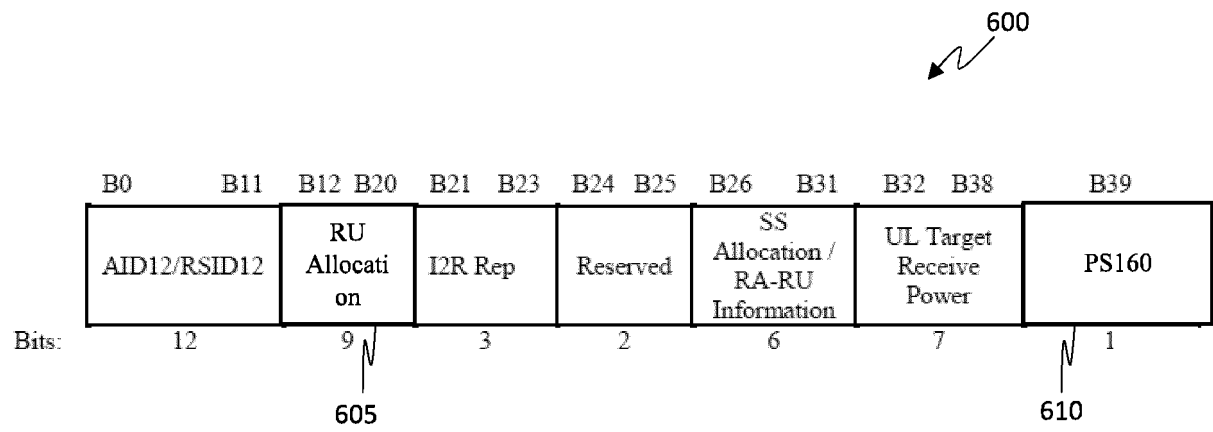 600
B0 B11 B12 B20 B21 B23 B24 B25 B26 B31 B32 B38 B39
AID12/RSID12
RU
Allocati
on
I2R Rep
Reserved
SS
Allocation /
RA-RU
Information
UL Target
Receive
Power
PS160
Bits: 12 9 3 2 6 7 1
605
610